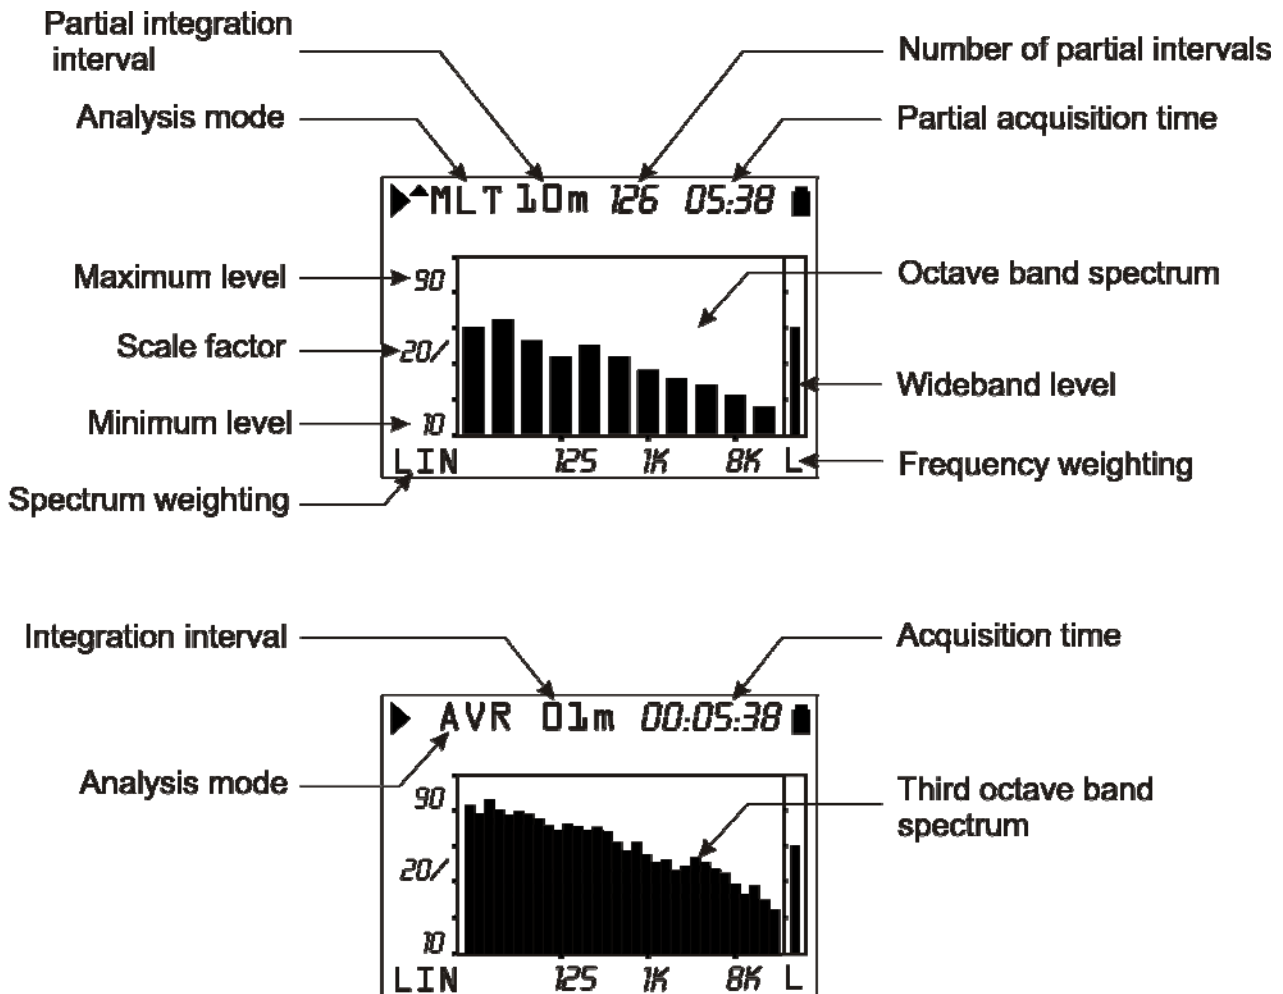 Partial integration
interval
Number of partial intervals
Analysis mode
Partial acquisition time
MLT 10m 126 05:38
Maximum level
90
Octave band spectrum
Scale factor
20/
Wideband level
Minimum level
10
LIN 125 1K 8K L
Frequency weighting
Spectrum weighting
Integration interval
Acquisition time
AVR 01m 00:05:38
Analysis mode
90
Third octave band
spectrum
20/
10
LIN 125 1K 8K L